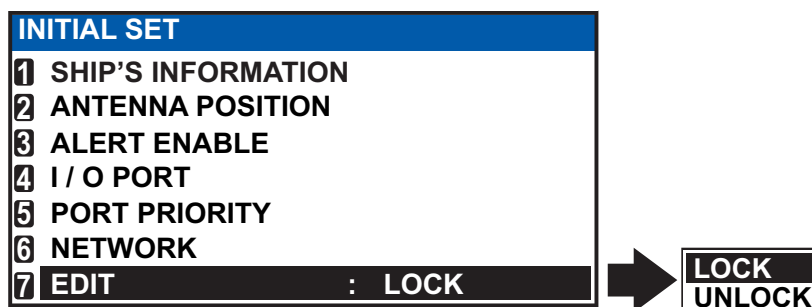 INITIAL SET
1 SHIP'S INFORMATION
2 ANTENNA POSITION
3 ALERT ENABLE
4 I / O PORT
5 PORT PRIORITY
6 NETWORK
7 EDIT : LOCK
LOCK
UNLOCK